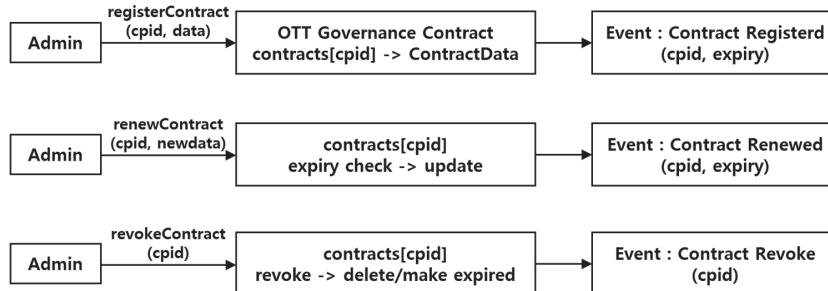 registerContract
(cpid, data)
Admin
OTT Governance Contract
contracts[cpid] -> ContractData
Event : Contract Registerd
(cpid, expiry)
renewContract
(cpid, newdata)
Admin
contracts[cpid]
expiry check -> update
Event : Contract Renewed
(cpid, expiry)
revokeContract
(cpid)
Admin
contracts[cpid]
revoke -> delete/make expired
Event : Contract Revoke
(cpid)